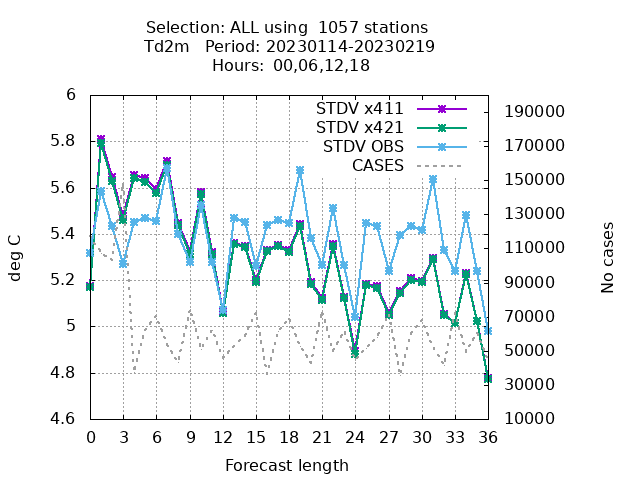 Selection: ALL using  1057 stations
Td2m   Period: 20230114-20230219
Hours:  00,06,12,18
STDV x411
STDV x421
STDV OBS
CASES
deg C
6
5.8
5.6
5.4
5.2
5
4.8
4.6
190000
170000
150000
130000
110000
90000
70000
50000
30000
10000
No cases
0 3 6 9 12 15 18 21 24 27 30 33 36
Forecast length